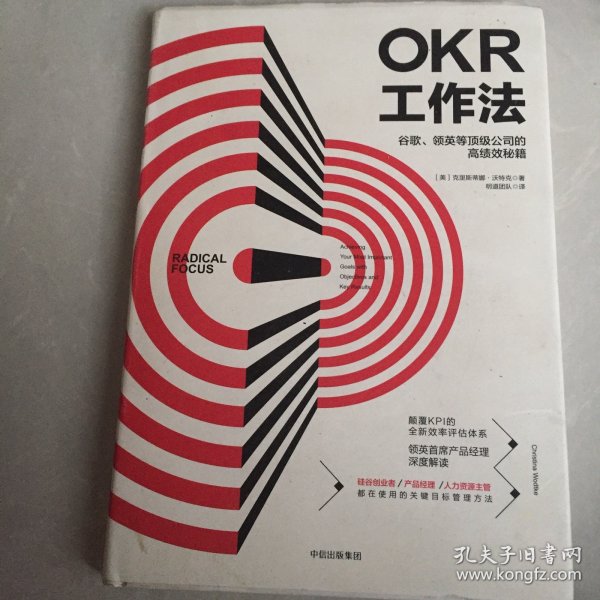 OKR
工作法
谷歌、领英等顶级公司的
高绩效秘籍
[美]克里斯蒂娜·沃特克◎著
明道团队◎译
RADICAL
FOCUS
Achieving
Your Most Important
Goals with
Objectives and
Key Results
颠覆KPI的
全新效率评估体系
领英首席产品经理
深度解读
Christina Wodtke
硅谷创业者/产品经理/人力资源主管
都在使用的关键目标管理方法
中信出版集团
孔夫子旧书网
www.kongfz.com